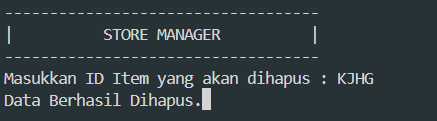 -----------------------------------
|          STORE MANAGER          |
-----------------------------------
Masukkan ID Item yang akan dihapus : KJHG
Data Berhasil Dihapus.